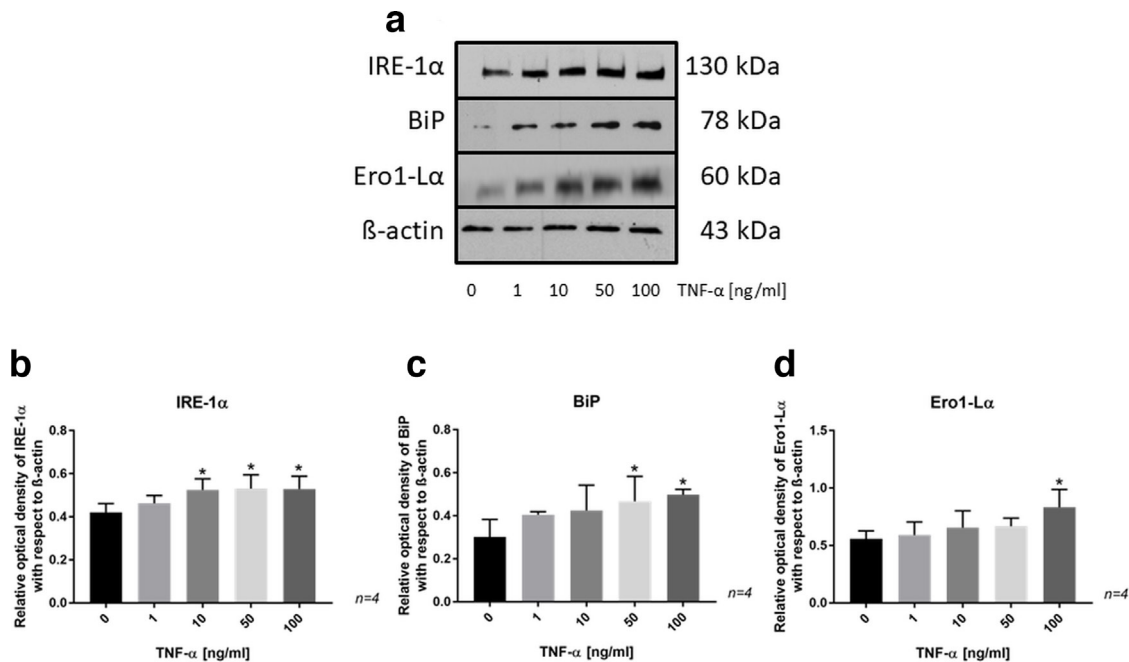 a
IRE-1α 130 kDa
BiP 78 kDa
Ero1-Lα 60 kDa
ß-actin 43 kDa
0 1 10 50 100 TNF-α [ng/ml]
b
IRE-1α
Relative optical density of IRE-1α
with respect to ß-actin
0.8
0.6
0.4
0.2
0.0
* * *
n=4
0 1 10 50 100
TNF-α [ng/ml]
c
BiP
Relative optical density of BiP
with respect to ß-actin
0.8
0.6
0.4
0.2
0.0
* *
n=4
0 1 10 50 100
TNF-α [ng/ml]
d
Ero1-Lα
Relative optical density of Ero1-Lα
with respect to ß-actin
1.5
1.0
0.5
0.0
*
n=4
0 1 10 50 100
TNF-α [ng/ml]